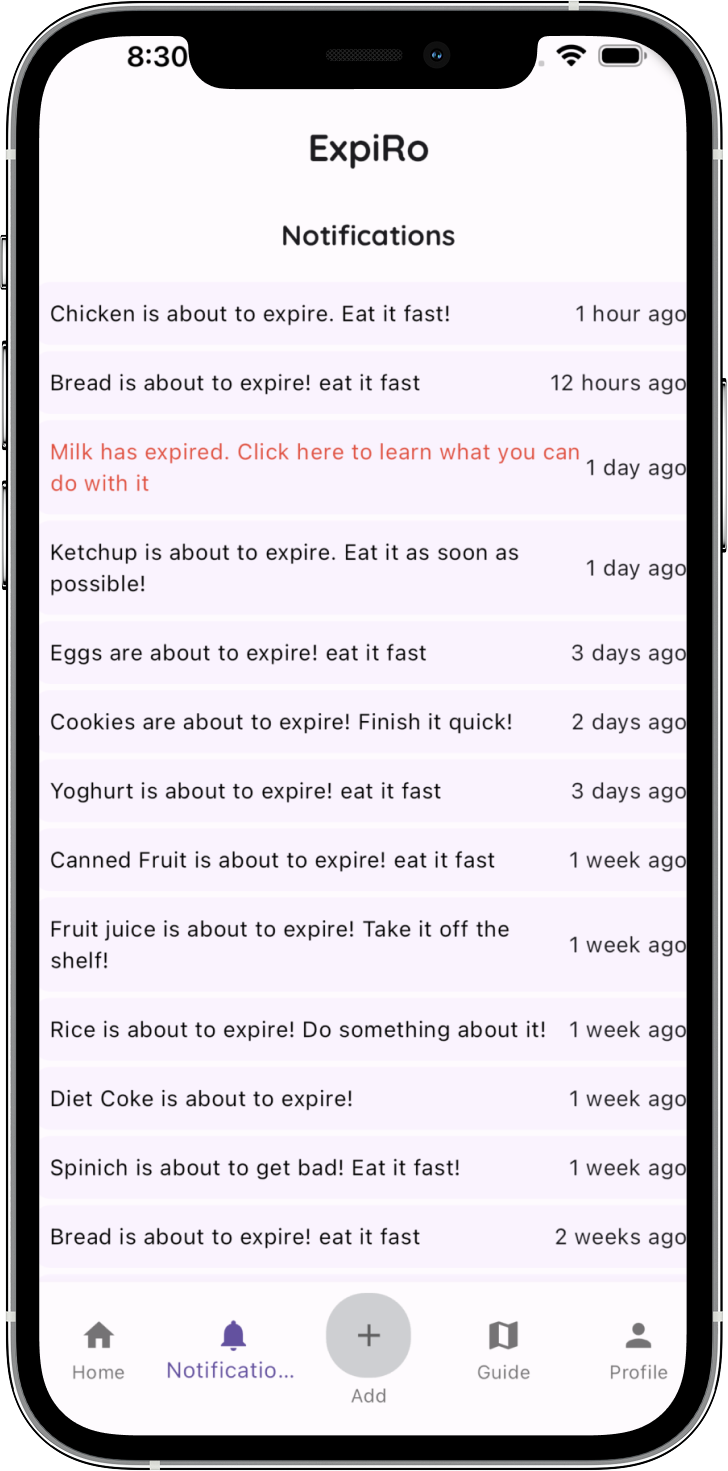 8:30
ExpiRo
Notifications
Chicken is about to expire. Eat it fast! 1 hour ago
Bread is about to expire! eat it fast 12 hours ago
Milk has expired. Click here to learn what you can
do with it
1 day ago
Ketchup is about to expire. Eat it as soon as
possible!
1 day ago
Eggs are about to expire! eat it fast 3 days ago
Cookies are about to expire! Finish it quick! 2 days ago
Yoghurt is about to expire! eat it fast 3 days ago
Canned Fruit is about to expire! eat it fast 1 week ago
Fruit juice is about to expire! Take it off the
shelf!
1 week ago
Rice is about to expire! Do something about it! 1 week ago
Diet Coke is about to expire! 1 week ago
Spinich is about to get bad! Eat it fast! 1 week ago
Bread is about to expire! eat it fast 2 weeks ago
Home
Notificatio...
Add
Guide
Profile